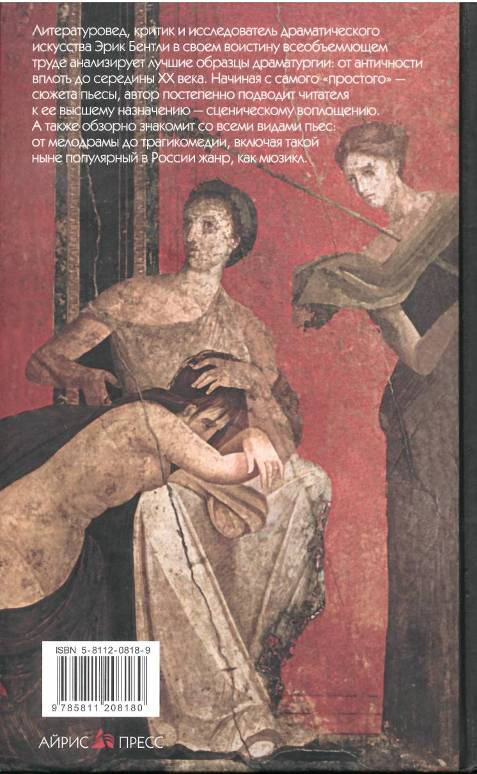 Литературовед, критик и исследователь драматического
искусства Эрик Бентли в своем воистину всеобъемлющем
труде анализирует лучшие образцы драматургии: от античности
вплоть до середины XX века. Начиная с самого «простого» —
сюжета пьесы, автор постепенно подводит читателя
к ее высшему назначению — сценическому воплощению.
А также обзорно знакомит со всеми видами пьес:
от мелодрамы до трагикомедии, включая такой
ныне популярный в России жанр, как мюзикл.
ISBN 5-8112-0818-9
9 785811 208180
АЙРИС ПРЕСС